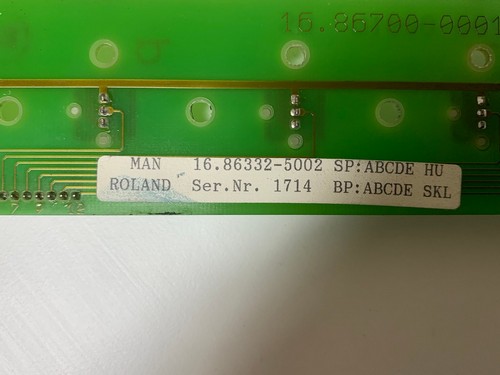 16.86700-0001
MAN 16.86332-5002 SP:ABCDE HU
ROLAND Ser.Nr. 1714 BP:ABCDE SKL